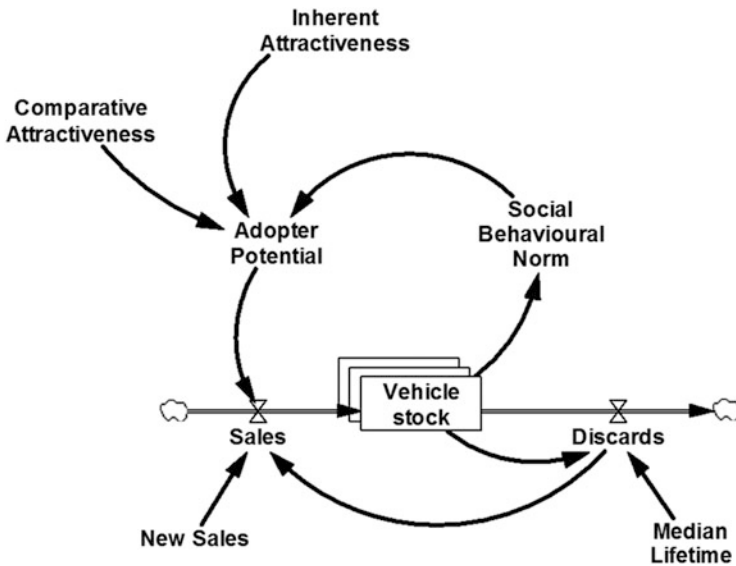 Inherent
Attractiveness
Comparative
Attractiveness
Adopter
Potential
Social
Behavioural
Norm
Vehicle
stock
Sales
Discards
New Sales
Median
Lifetime